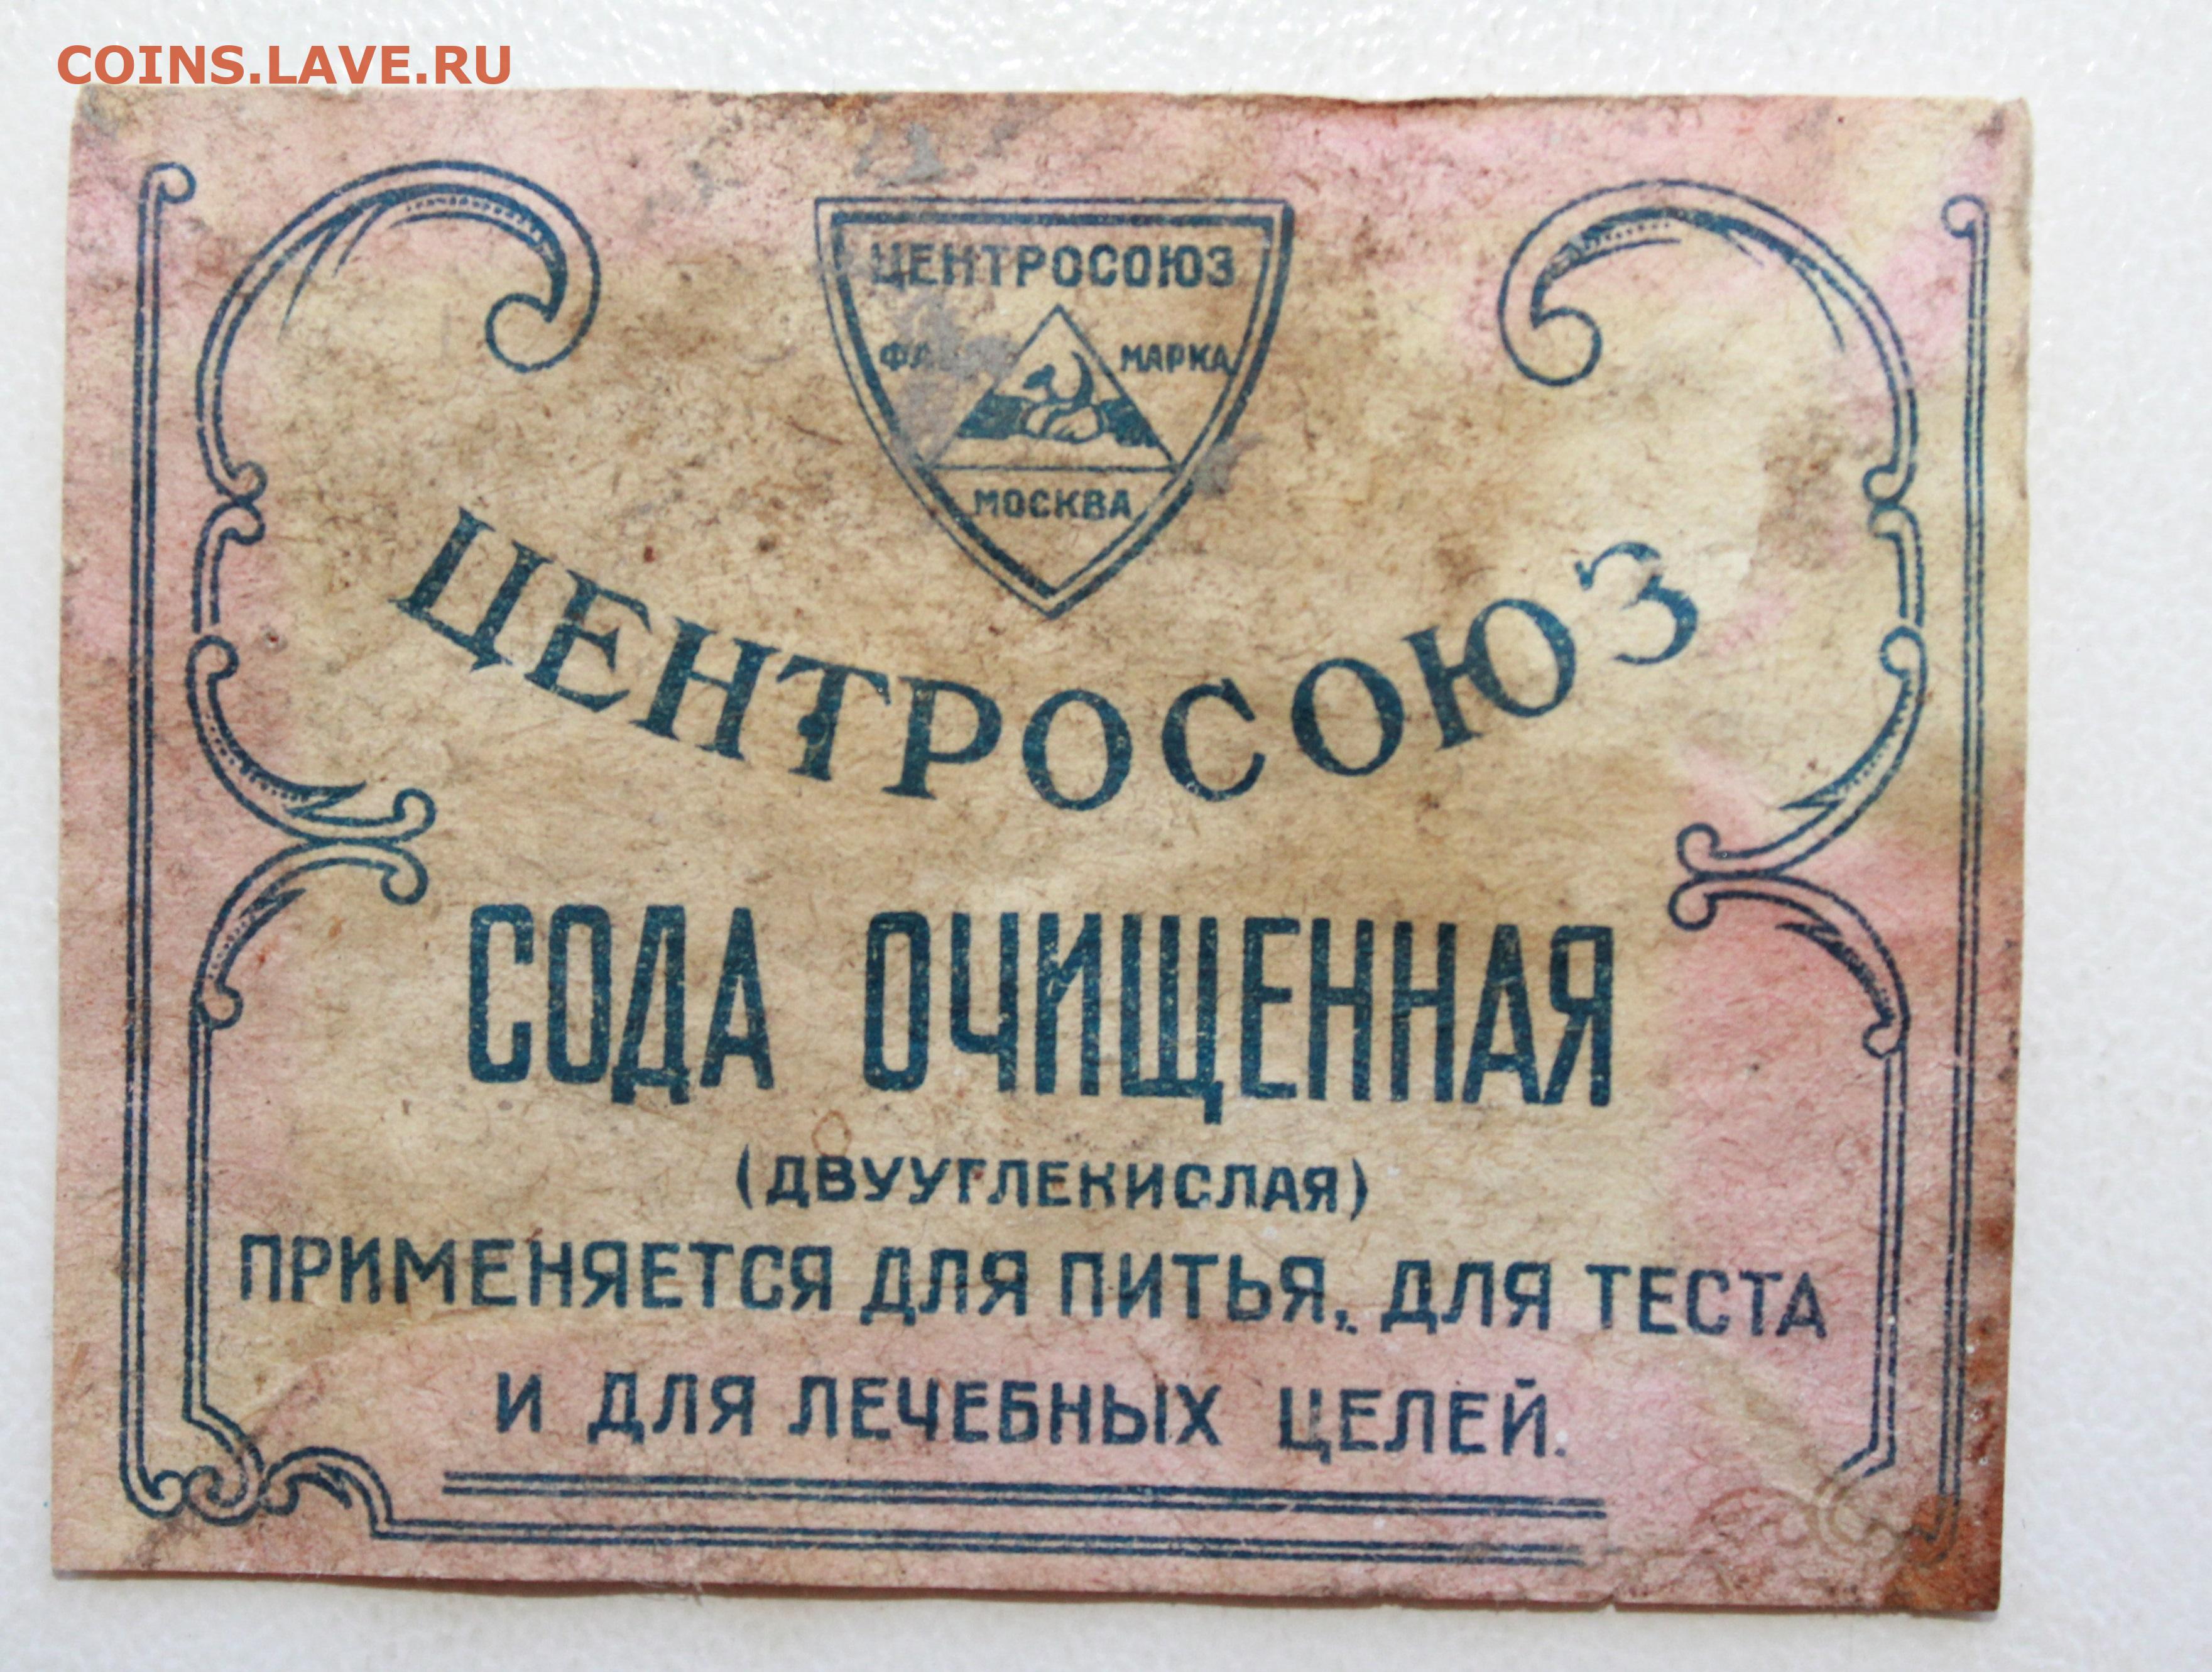 COINS.LAVE.RU
ЦЕНТРОСОЮЗ
МАРКА
МОСКВА
ЦЕНТРОСОЮЗ
СОДА ОЧИЩЕННАЯ
(ДВУУГЛЕКИСЛАЯ)
ПРИМЕНЯЕТСЯ ДЛЯ ПИТЬЯ, ДЛЯ ТЕСТА
И ДЛЯ ЛЕЧЕБНЫХ ЦЕЛЕЙ.